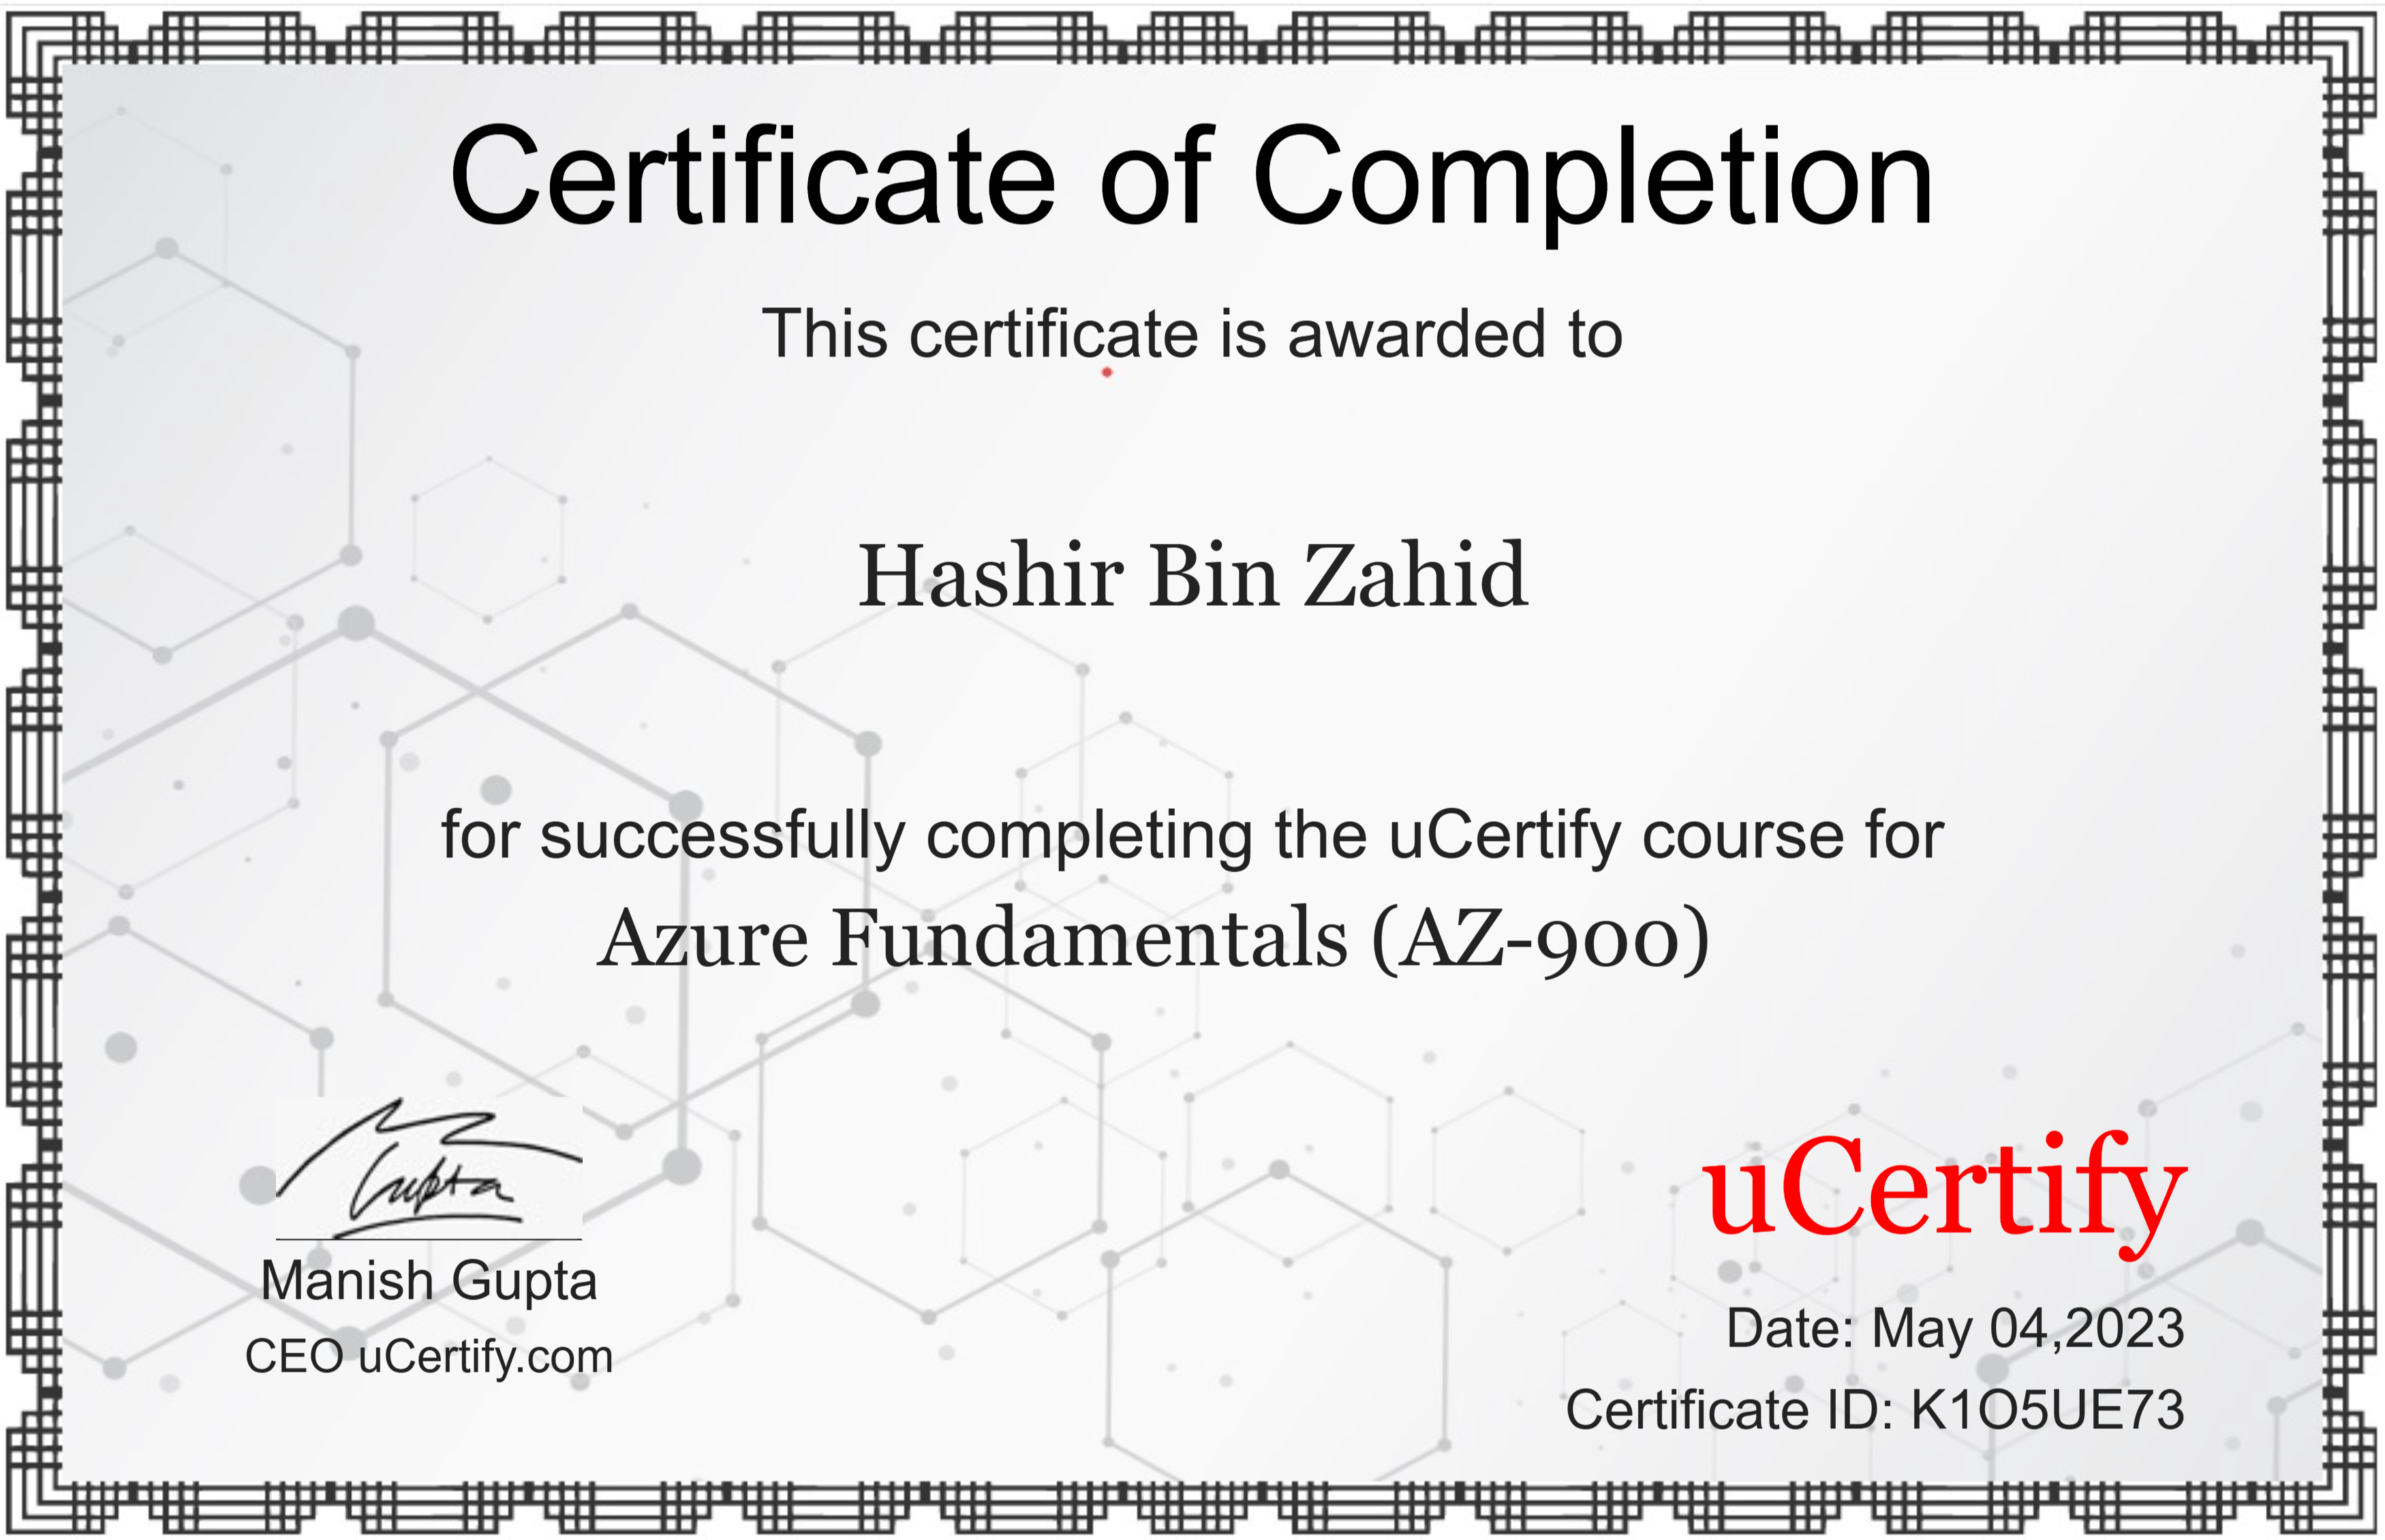 Certificate of Completion
This certificate is awarded to
Hashir Bin Zahid
for successfully completing the uCertify course for
Azure Fundamentals (AZ-900)
Gupta
Manish Gupta
CEO uCertify.com
uCertify
Date: May 04,2023
Certificate ID: K1O5UE73